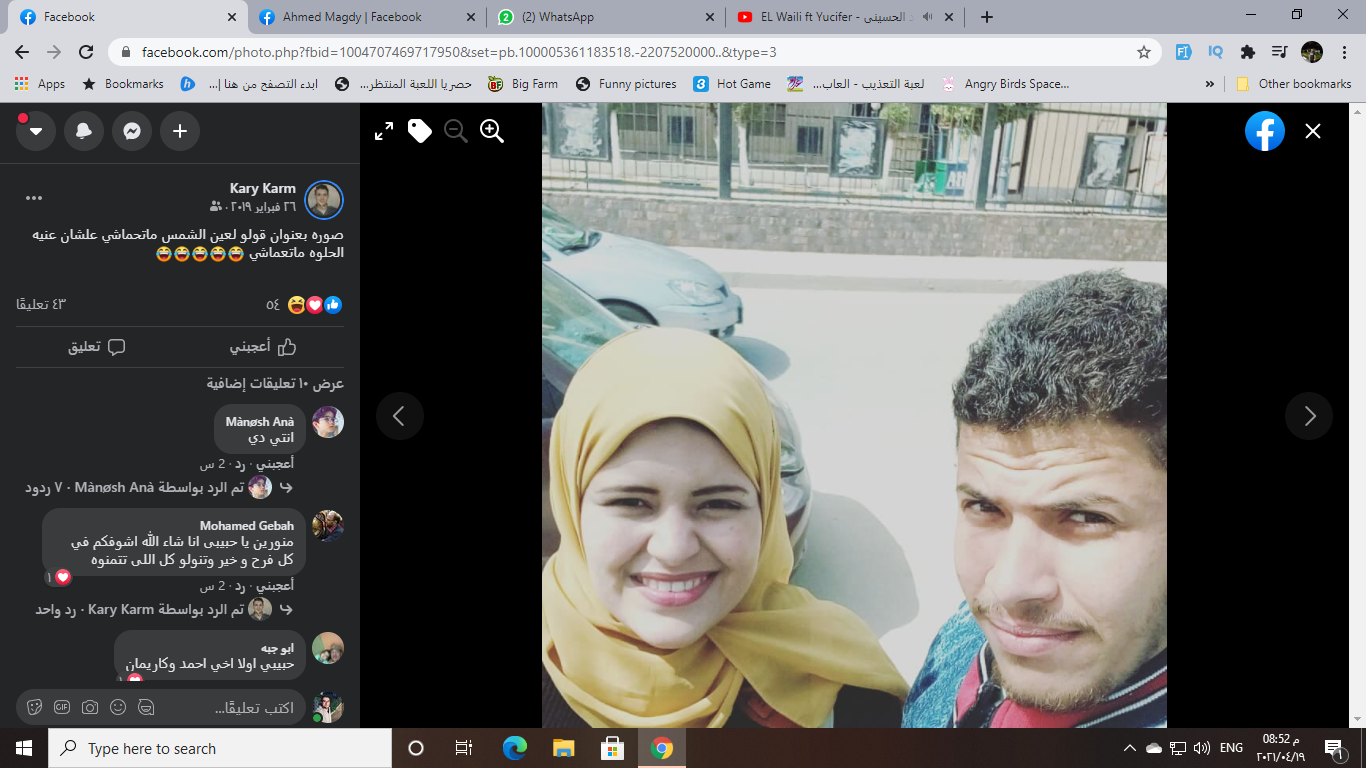 Facebook
Ahmed Magdy | Facebook
(2) WhatsApp
EL Waili ft Yucifer - د الحسينى...
facebook.com/photo.php?fbid=1004707469717950&set=pb.100005361183518.-2207520000..&type=3
Apps
Bookmarks
ابدء التصفح من هنا |...
حصريا اللعبة المنتظر...
Big Farm
Funny pictures
Hot Game
لعبة التعذيب - العاب...
Angry Birds Space...
Other bookmarks
Kary Karm
٢٦ فبراير ٢٠١٩ ·
صوره بعنوان قولو لعين الشمس ماتحماشي علشان عنيه
الحلوه ماتعماشي 😂😂😂😂😂
٥٤
٤٣ تعليقًا
أعجبني
تعليق
عرض ١٠ تعليقات إضافية
Mànøsh Anà
انتي دي
أعجبني · رد · 2 س
تم الرد بواسطة Mànøsh Anà · ٧ ردود
Mohamed Gebah
منورين يا حبيبى انا شاء الله اشوفكم في
كل فرح و خير وتنولو كل اللى تتمنوه
١
أعجبني · رد · 2 س
تم الرد بواسطة Kary Karm · رد واحد
ابو جبه
حبيبي اولا اخي احمد وكاريمان
١
اكتب تعليقًا...
GIF
Type here to search
ENG
08:52 م
٢٠٢١/٠٤/١٩
١